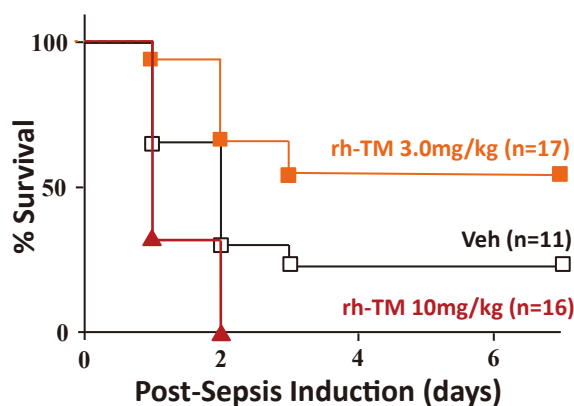 100
% Survival
rh-TM 3.0mg/kg (n=17)
50
Veh (n=11)
rh-TM 10mg/kg (n=16)
0
0 2 4 6
Post-Sepsis Induction (days)